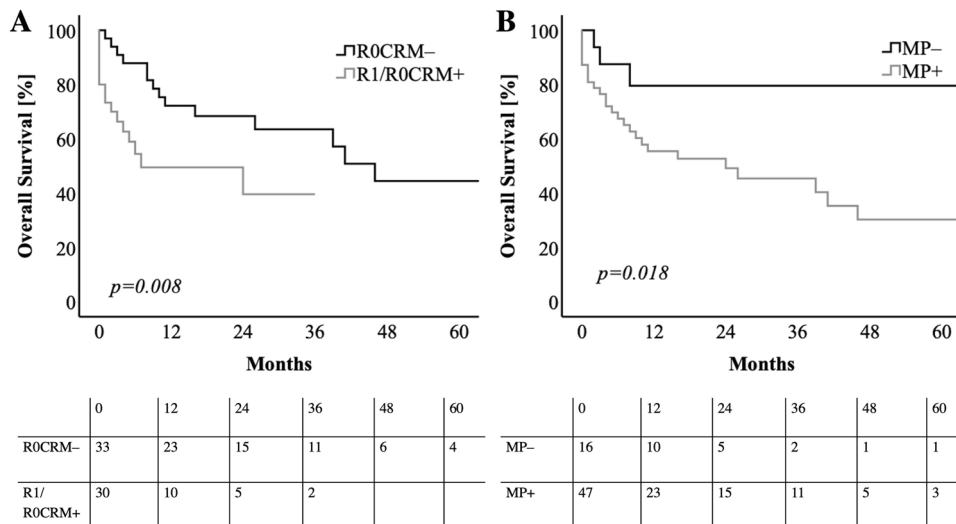 A
Overall Survival [%]
100
80
60
40
20
0
R0CRM–
R1/R0CRM+
p=0.008
0 12 24 36 48 60
Months
0 12 24 36 48 60
R0CRM– 33 23 15 11 6 4
R1/ 30 10 5 2
R0CRM+
B
Overall Survival [%]
100
80
60
40
20
0
MP–
MP+
p=0.018
0 12 24 36 48 60
Months
0 12 24 36 48 60
MP– 16 10 5 2 1 1
MP+ 47 23 15 11 5 3